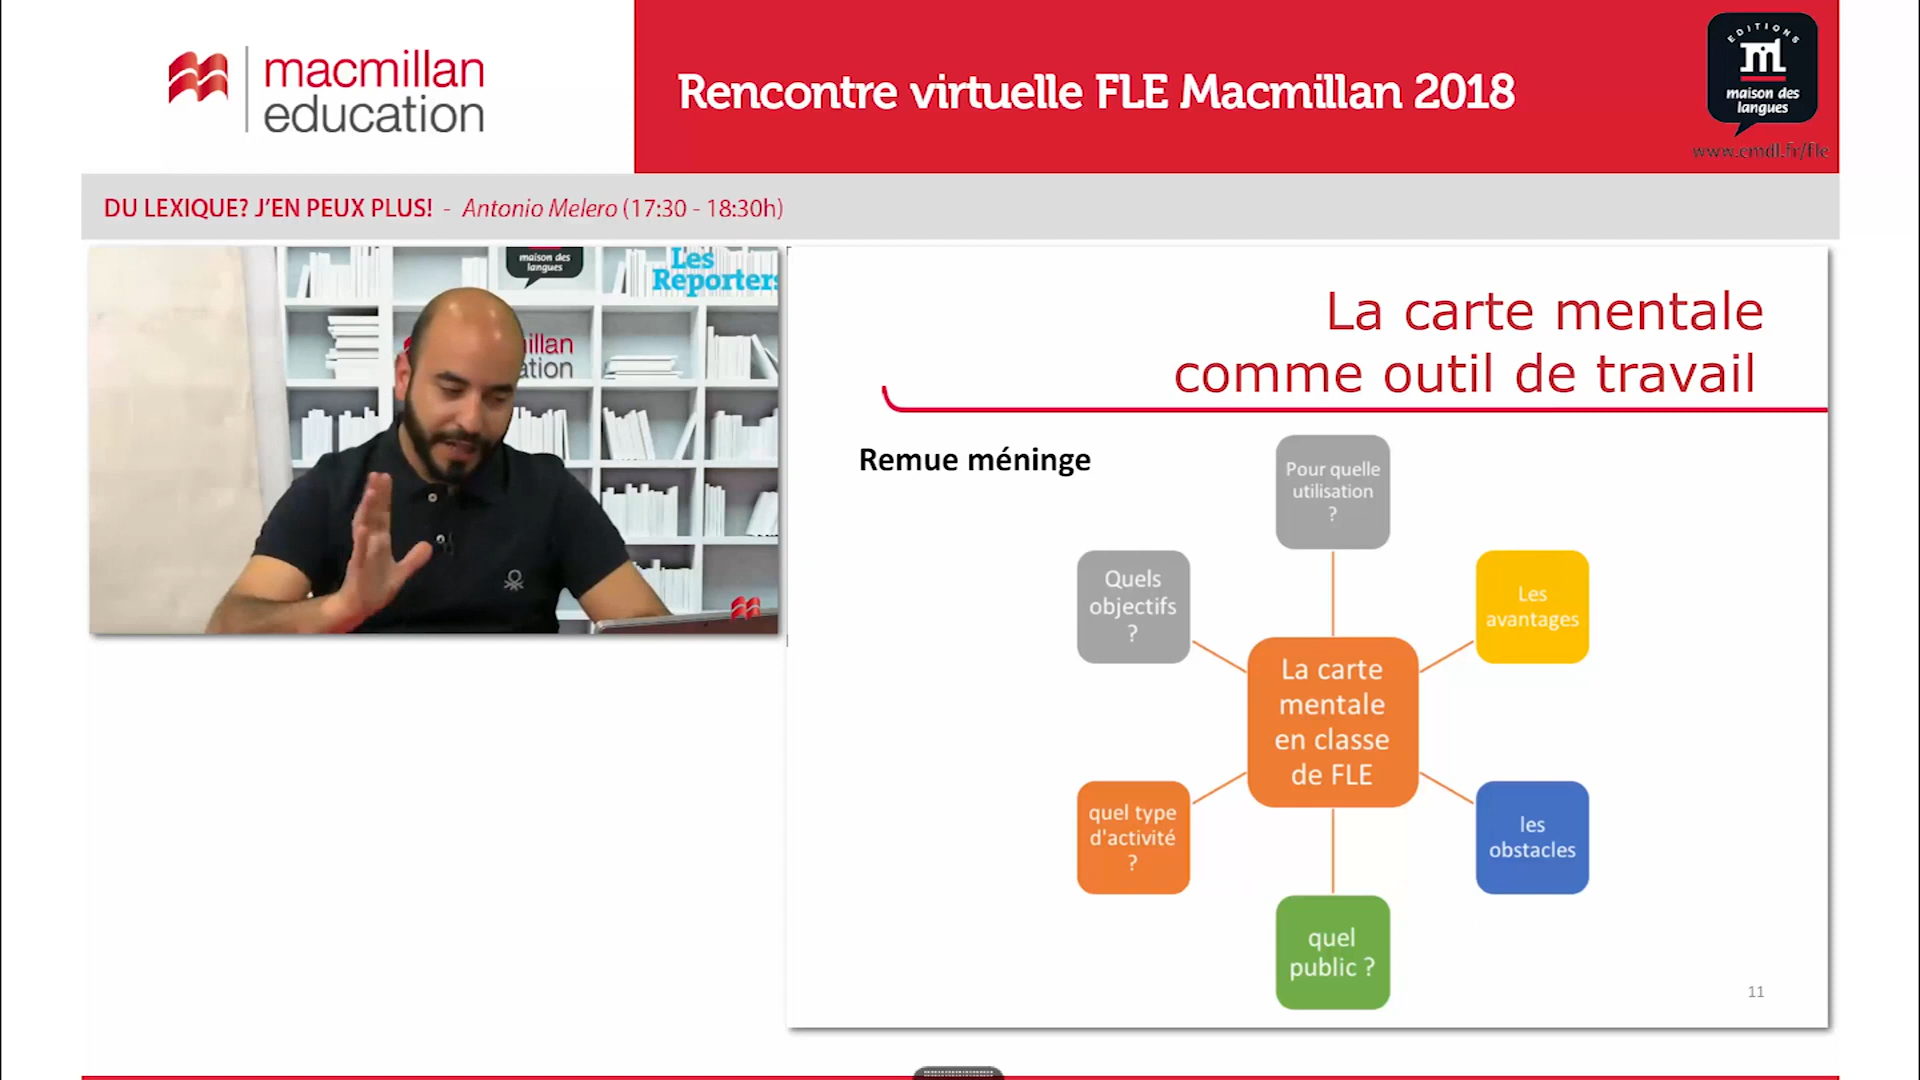 macmillan
education
Rencontre virtuelle FLE Macmillan 2018
EDITIONS
maison des
langues
www.emdl.fr/fle
DU LEXIQUE? J'EN PEUX PLUS! - Antonio Melero (17:30 - 18:30h)
maison des
langues
Les
Reporters
illan
ation
La carte mentale
comme outil de travail
Remue méninge
Pour quelle
utilisation
?
Quels
objectifs
?
Les
avantages
La carte
mentale
en classe
de FLE
quel type
d'activité
?
les
obstacles
quel
public ?
11